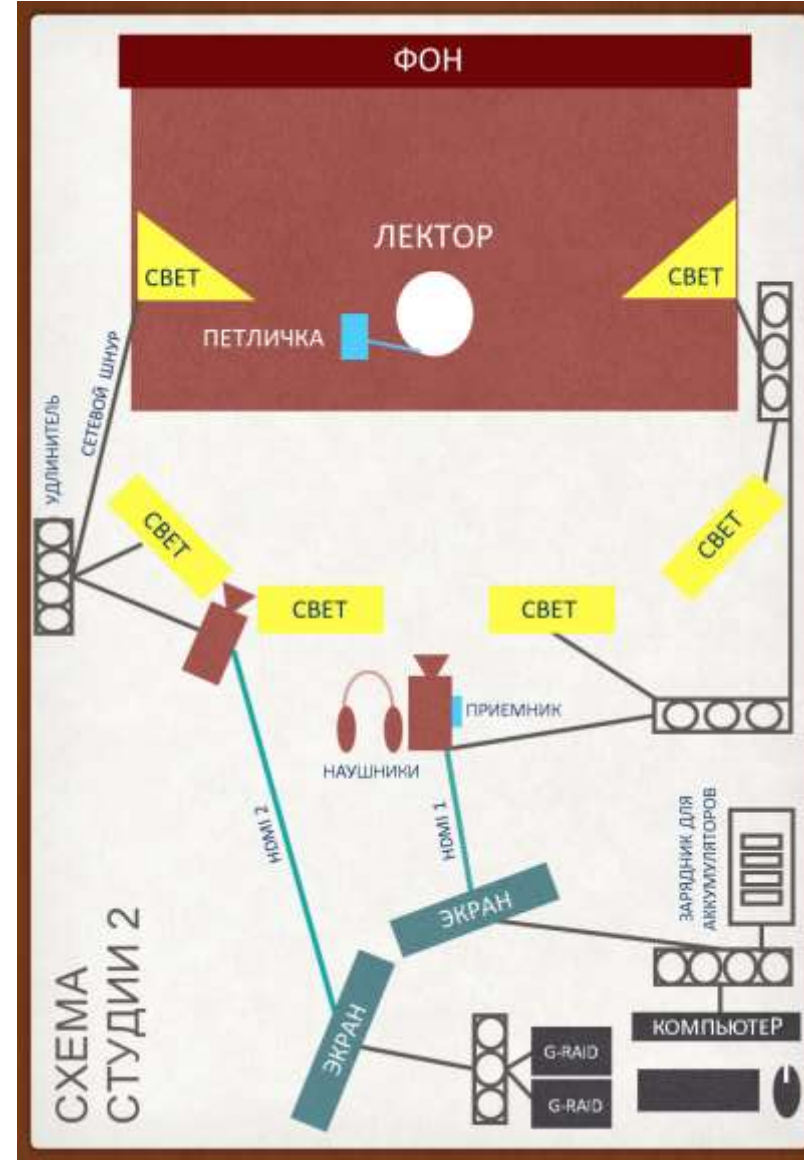 ФОН
ЛЕКТОР
СВЕТ
СВЕТ
ПЕТЛИЧКА
СЕТЕВОЙ ШНУР
УДЛИНИТЕЛЬ
СВЕТ
СВЕТ
СВЕТ
СВЕТ
ПРИЕМНИК
НАУШНИКИ
HDMI 2
HDMI 1
ЗАРЯДНИК ДЛЯ
АККУМУЛЯТОРОВ
ЭКРАН
ЭКРАН
КОМПЬЮТЕР
G-RAID
G-RAID
СХЕМА
СТУДИИ 2